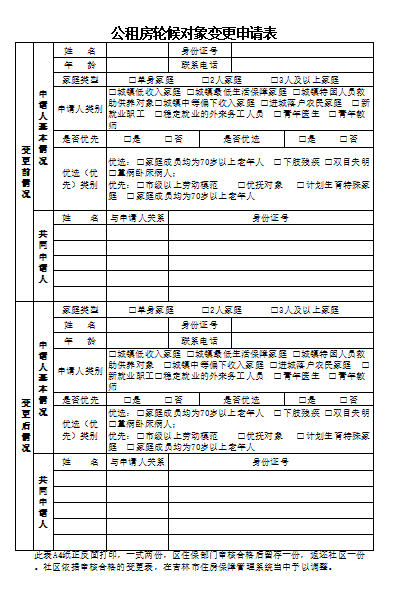 公租房轮候对象变更申请表
变更前情况
申请人基本情况
姓 名 身份证号
年 龄 联系电话
家庭类型 □单身家庭 □2人家庭 □3人及以上家庭
申请人类别
□城镇低收入家庭 □城镇最低生活保障家庭 □城镇特困人员救
助供养对象□城镇中等偏下收入家庭 □进城落户农民家庭 □新
就业职工 □稳定就业的外来务工人员 □青年医生 □青年教
师
是否优先 □是 □否 是否优选 □是 □否
优选（优
先）类别
优选：□家庭成员均为70岁以上老年人 □下肢残疾 □双目失明
□重病卧床病人；
优先：□市级以上劳动模范 □优抚对象 □计划生育特殊家
庭 □家庭成员均为70岁以上老年人
共同申请人
姓 名 与申请人关系 身份证号
变更后情况
申请人基本情况
家庭类型 □单身家庭 □2人家庭 □3人及以上家庭
姓 名 身份证号
年 龄 联系电话
申请人类别
□城镇低收入家庭 □城镇最低生活保障家庭 □城镇特困人员救
助供养对象 □城镇中等偏下收入家庭 □进城落户农民家庭 □
新就业职工□稳定就业的外来务工人员 □青年医生 □青年教
师
是否优先 □是 □否 是否优选 □是 □否
优选（优
先）类别
优选：□家庭成员均为70岁以上老年人 □下肢残疾 □双目失明
□重病卧床病人；
优先：□市级以上劳动模范 □优抚对象 □计划生育特殊家
庭 □家庭成员均为70岁以上老年人
共同申请人
姓 名 与申请人关系 身份证号
此表A4纸正反面打印，一式两份，区住保部门审核合格后留存一份，返还社区一份
。社区依据审核合格的变更表，在吉林市住房保障管理系统当中予以调整。